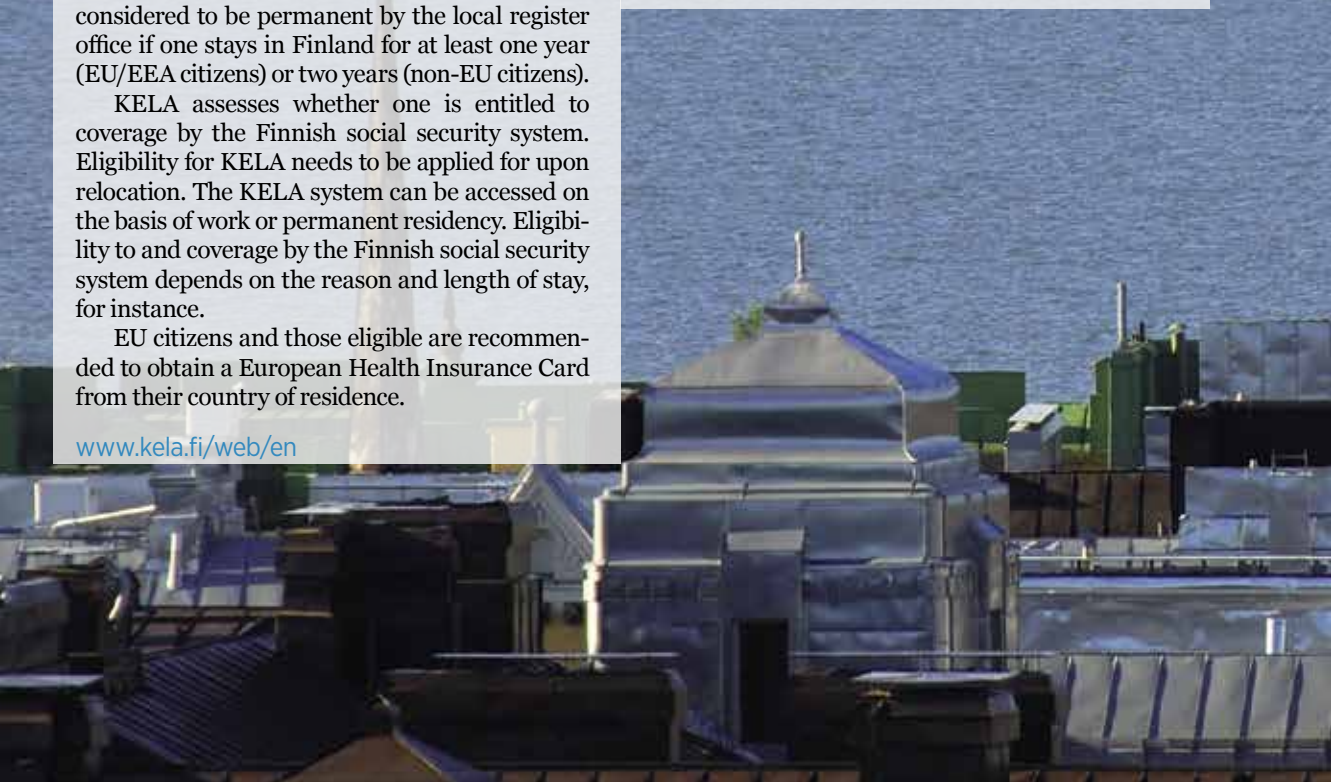 considered to be permanent by the local register
office if one stays in Finland for at least one year
(EU/EEA citizens) or two years (non-EU citizens).
KELA assesses whether one is entitled to
coverage by the Finnish social security system.
Eligibility for KELA needs to be applied for upon
relocation. The KELA system can be accessed on
the basis of work or permanent residency. Eligibi-
lity to and coverage by the Finnish social security
system depends on the reason and length of stay,
for instance.
EU citizens and those eligible are recommen-
ded to obtain a European Health Insurance Card
from their country of residence.
www.kela.fi/web/en